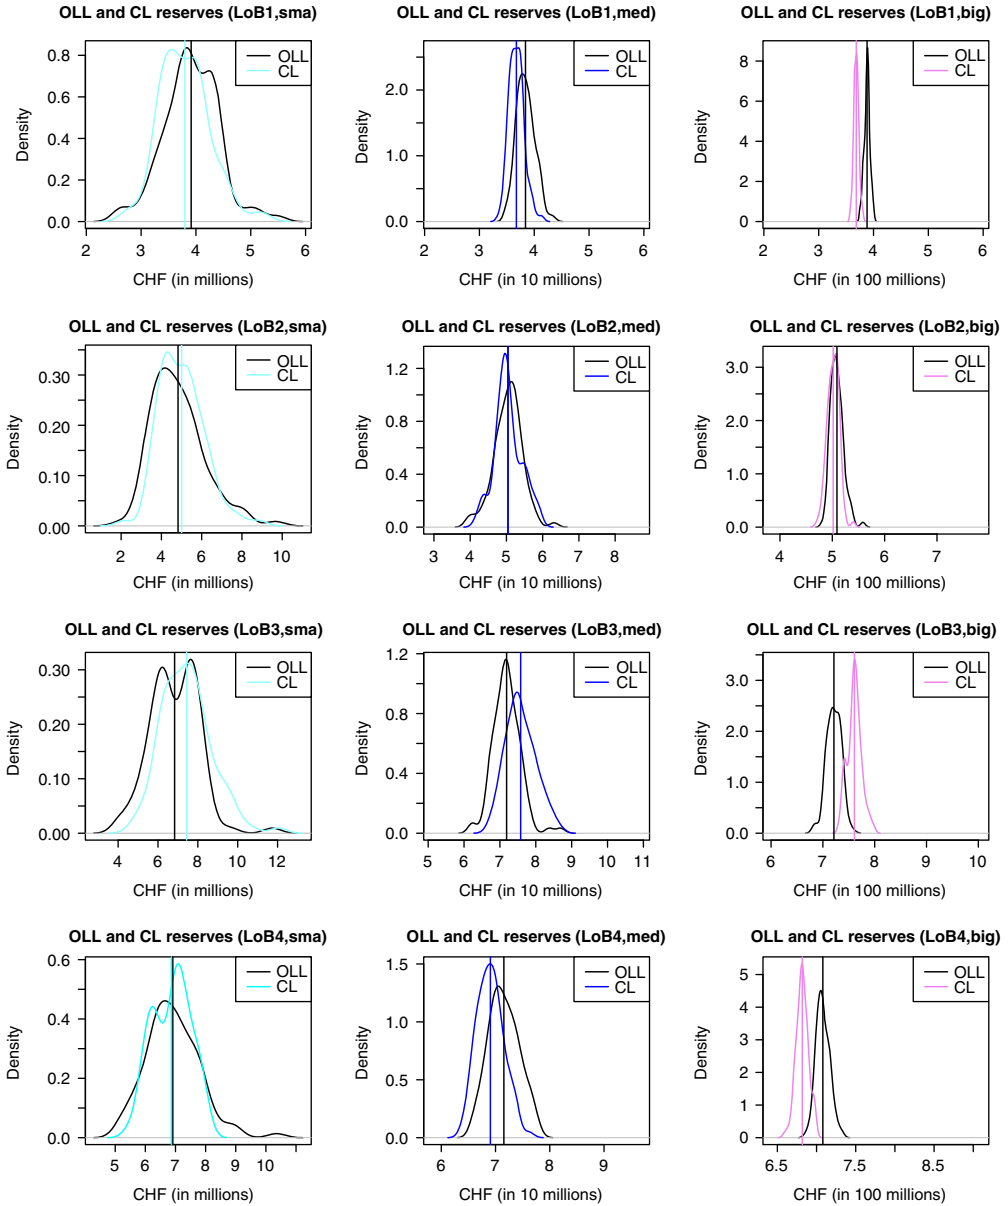 OLL and CL reserves (LoB1,sma)
OLL and CL reserves (LoB1,med)
OLL and CL reserves (LoB1,big)
Density
0.0 0.2 0.4 0.6 0.8
OLL
CL
2 3 4 5 6
CHF (in millions)
Density
0.0 1.0 2.0
OLL
CL
2 3 4 5 6
CHF (in 10 millions)
Density
0 2 4 6 8
OLL
CL
2 3 4 5 6
CHF (in 100 millions)
OLL and CL reserves (LoB2,sma)
OLL and CL reserves (LoB2,med)
OLL and CL reserves (LoB2,big)
Density
0.00 0.10 0.20 0.30
OLL
CL
2 4 6 8 10
CHF (in millions)
Density
0.0 0.4 0.8 1.2
OLL
CL
3 4 5 6 7 8
CHF (in 10 millions)
Density
0.0 1.0 2.0 3.0
OLL
CL
4 5 6 7
CHF (in 100 millions)
OLL and CL reserves (LoB3,sma)
OLL and CL reserves (LoB3,med)
OLL and CL reserves (LoB3,big)
Density
0.00 0.10 0.20 0.30
OLL
CL
4 6 8 10 12
CHF (in millions)
Density
0.0 0.4 0.8 1.2
OLL
CL
5 6 7 8 9 10 11
CHF (in 10 millions)
Density
0.0 1.0 2.0 3.0
OLL
CL
6 7 8 9 10
CHF (in 100 millions)
OLL and CL reserves (LoB4,sma)
OLL and CL reserves (LoB4,med)
OLL and CL reserves (LoB4,big)
Density
0.0 0.2 0.4 0.6
OLL
CL
5 6 7 8 9 10
CHF (in millions)
Density
0.0 0.5 1.0 1.5
OLL
CL
6 7 8 9
CHF (in 10 millions)
Density
0 1 2 3 4 5
OLL
CL
6.5 7.5 8.5
CHF (in 100 millions)